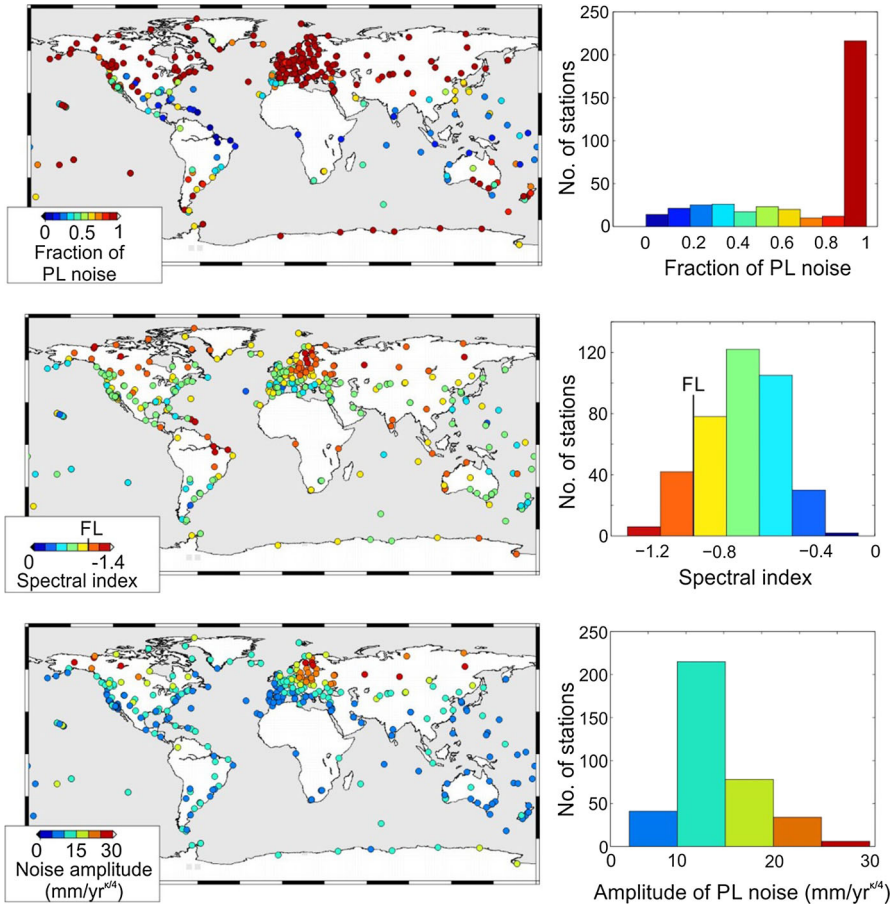 0 0.5 1
Fraction of
PL noise
No. of stations
250
200
150
100
50
0
0 0.2 0.4 0.6 0.8 1
Fraction of PL noise
FL
0 -1.4
Spectral index
No. of stations
120
80
40
0
FL
−1.2 −0.8 −0.4 0
Spectral index
0 15 30
Noise amplitude
(mm/yrκ/4)
No. of stations
250
200
150
100
50
0
0 10 20 30
Amplitude of PL noise (mm/yrκ/4)